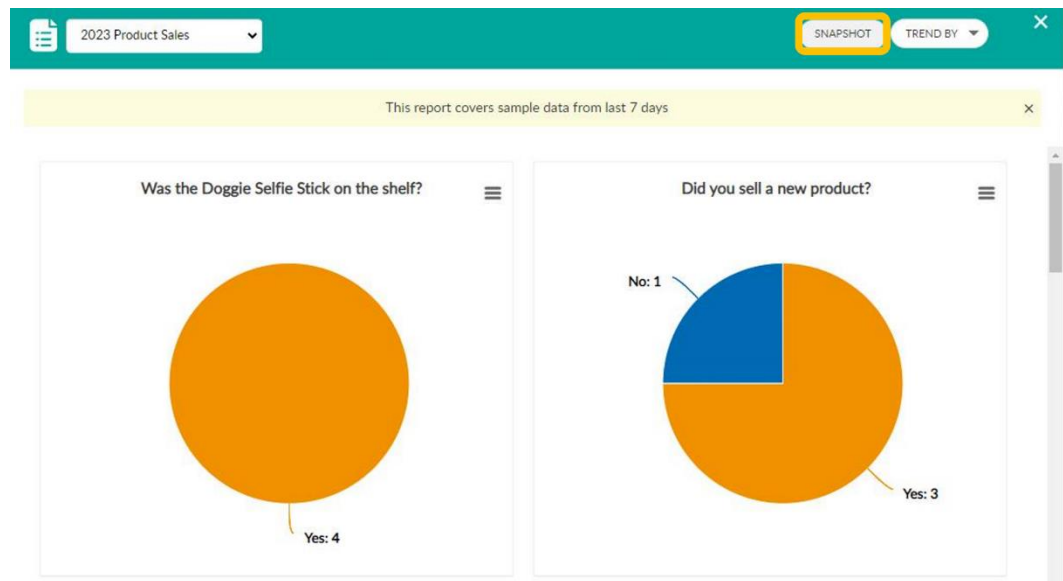 2023 Product Sales
SNAPSHOT
TREND BY
This report covers sample data from last 7 days
Was the Doggie Selfie Stick on the shelf?
Yes: 4
Did you sell a new product?
No: 1
Yes: 3